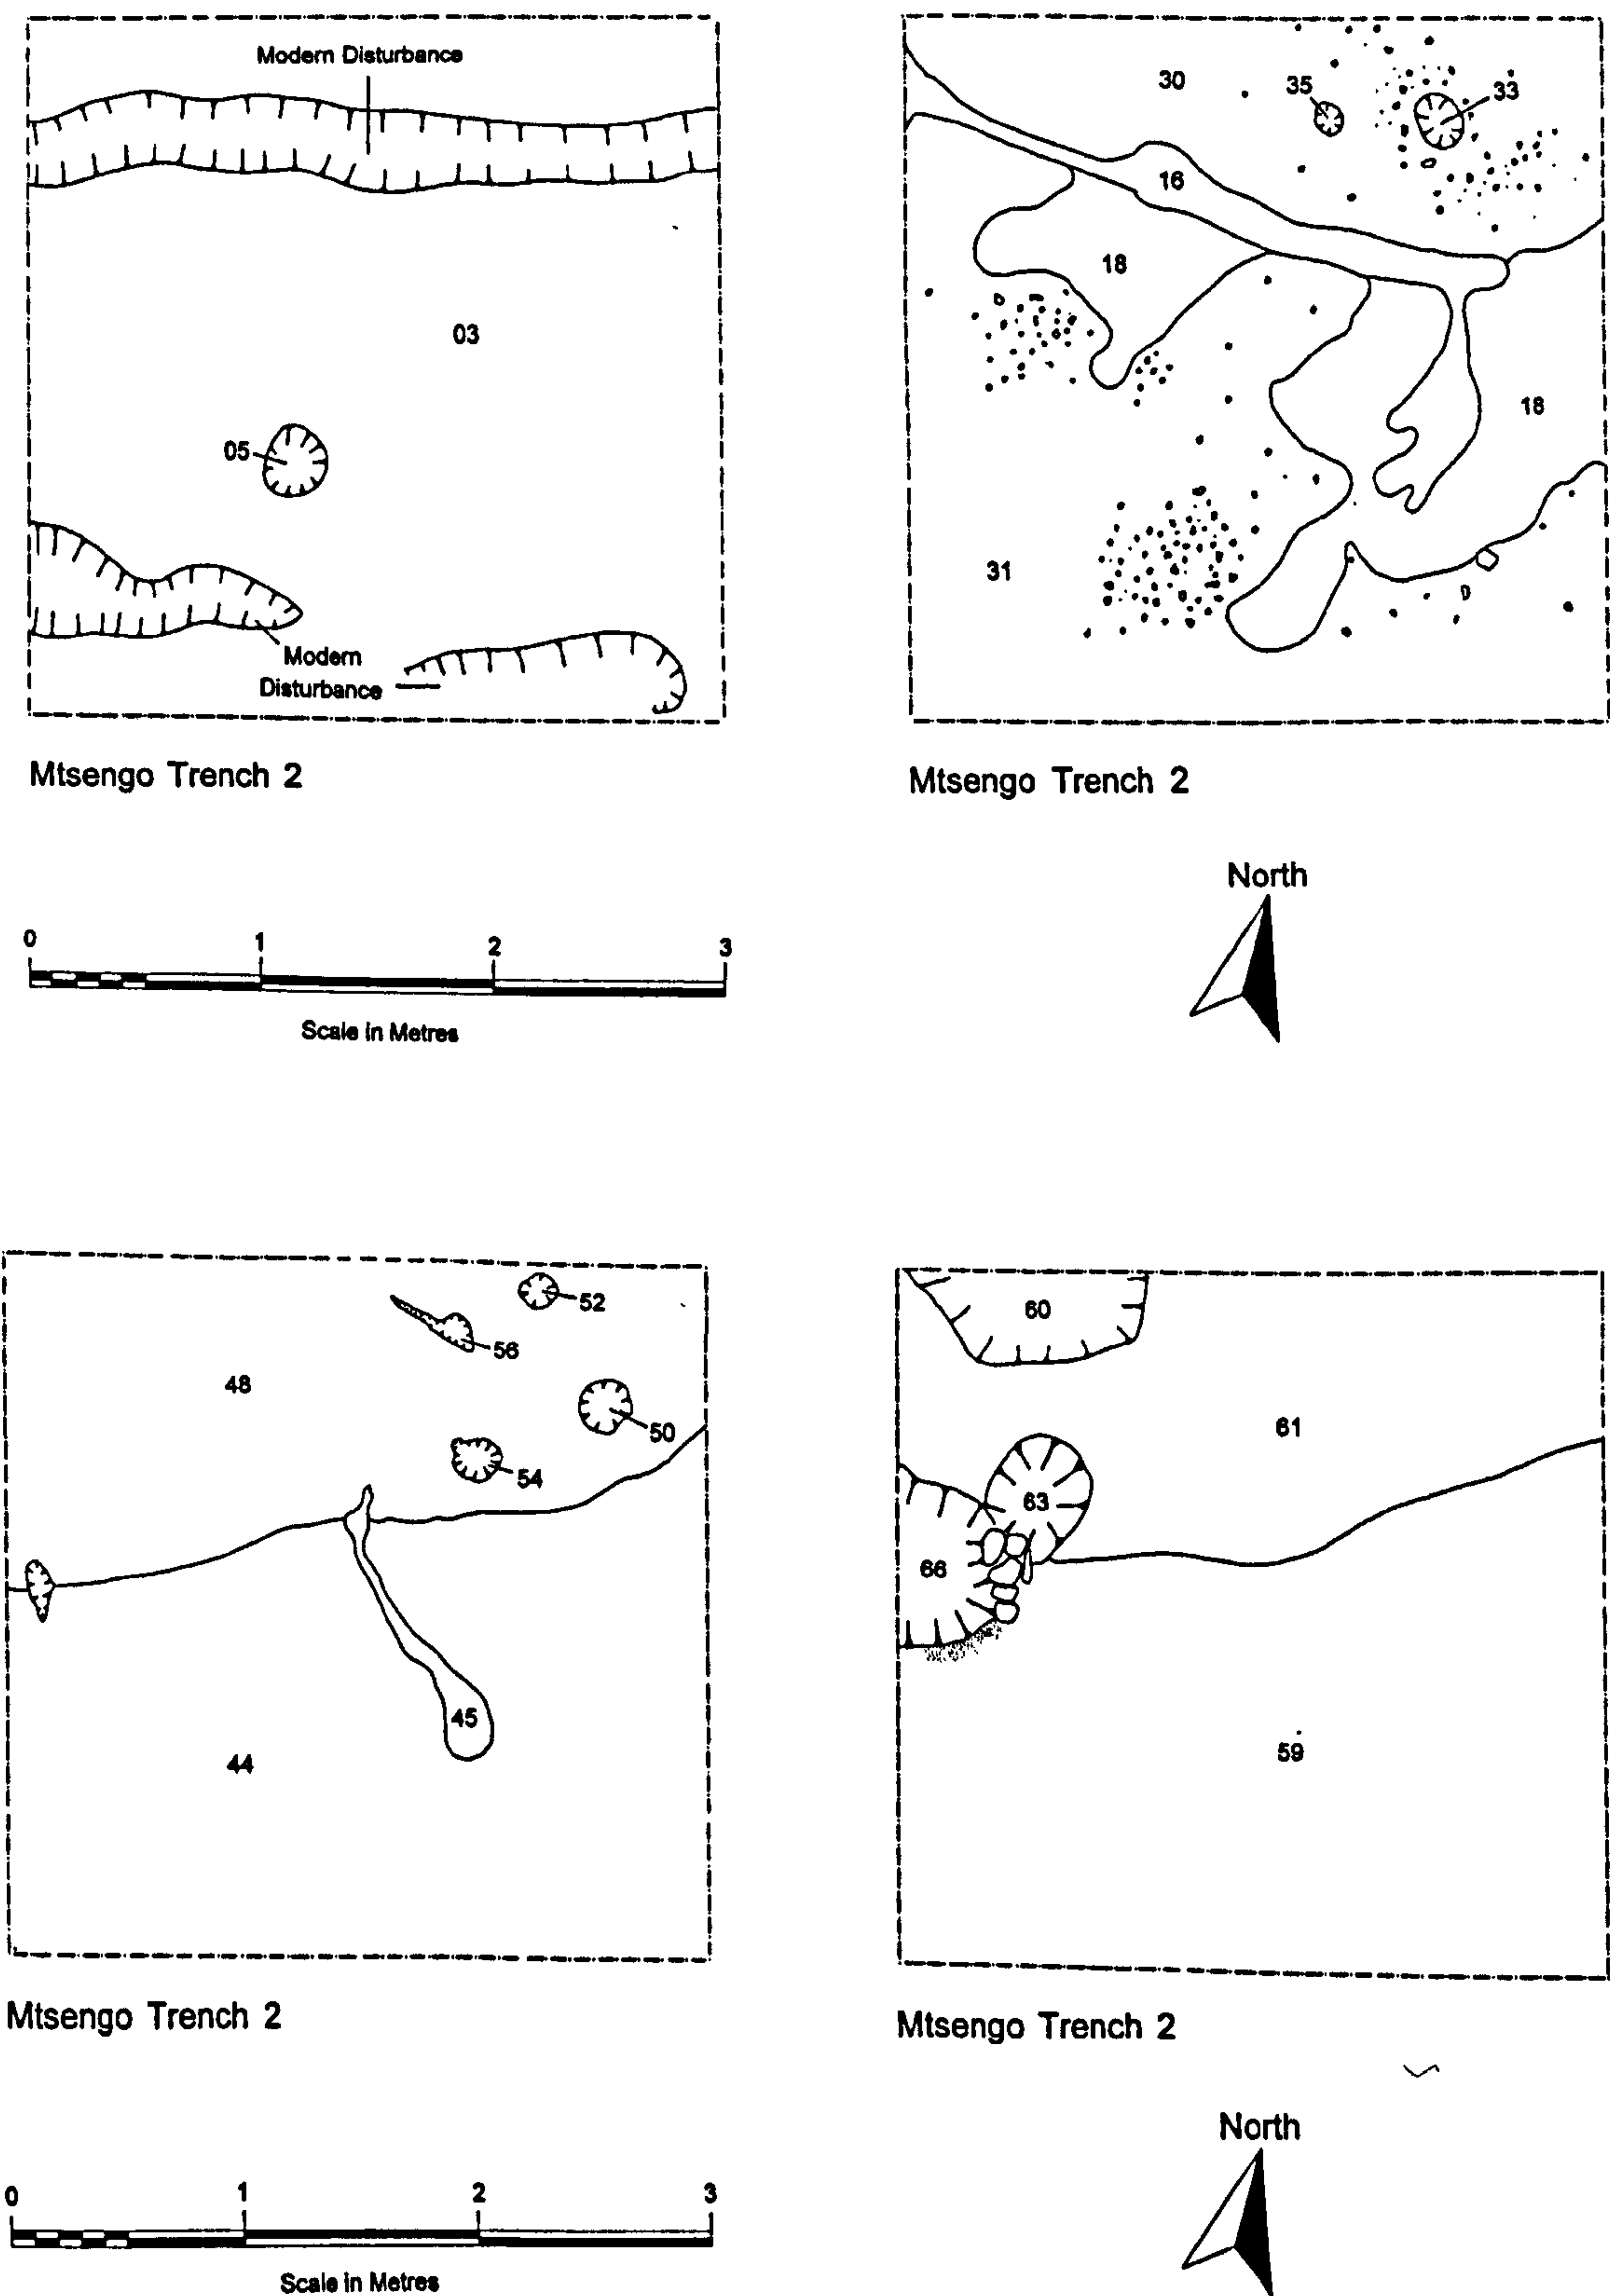 Modern Disturbance
03
05
Modern
Disturbance
Mtsengo Trench 2
30
35
33
16
18
18
31
Mtsengo Trench 2
0 1 2 3
Scale in Metres
North
52
56
48
50
54
45
44
Mtsengo Trench 2
60
61
63
66
59
Mtsengo Trench 2
0 1 2 3
Scale in Metres
North